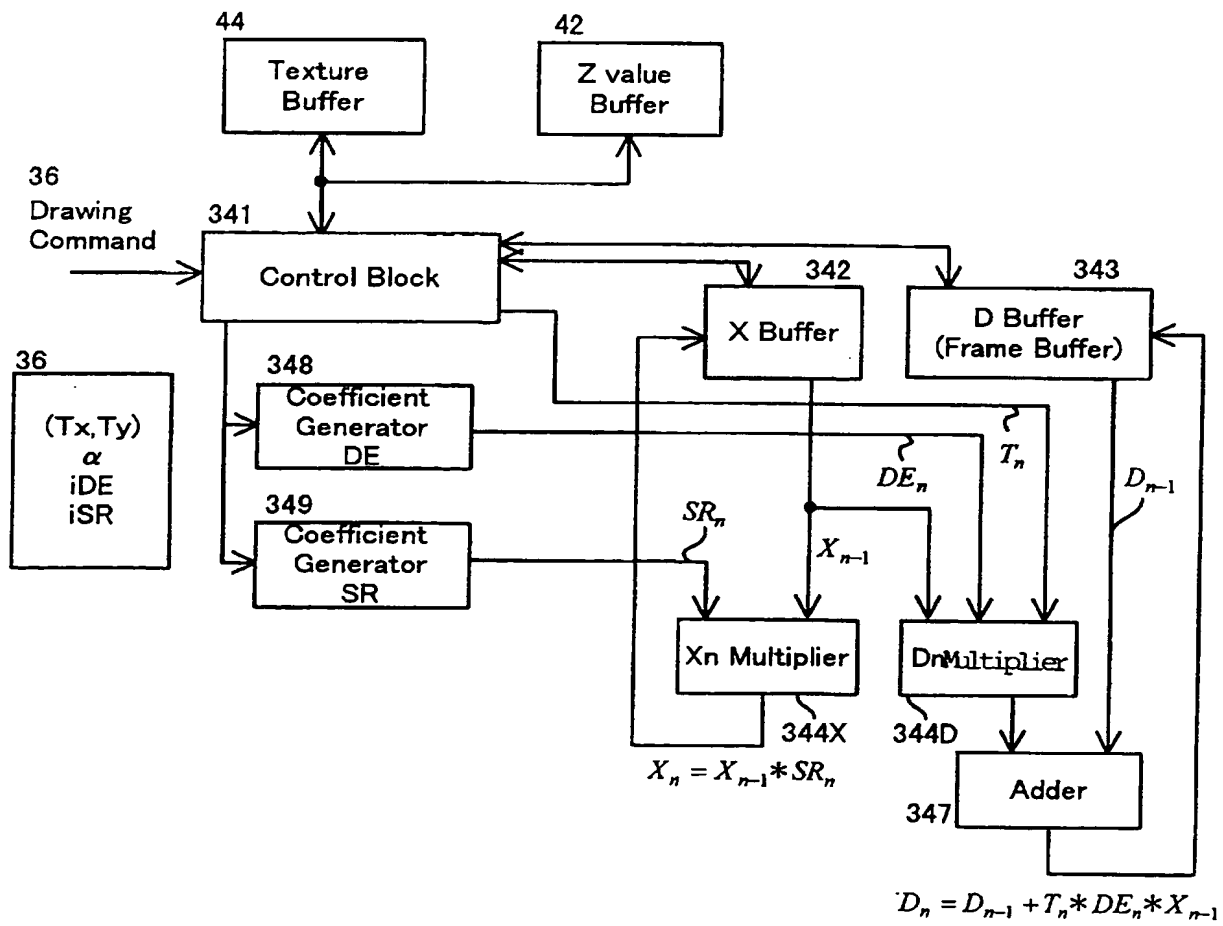 44
Texture
Buffer
42
Z value
Buffer
36
Drawing
Command
341
Control Block
342
X Buffer
343
D Buffer
(Frame Buffer)
36
(Tx,Ty)
α
iDE
iSR
348
Coefficient
Generator
DE
349
Coefficient
Generator
SR
T_n
DE_n
D_{n-1}
SR_n
X_{n-1}
Xn Multiplier
DnMultiplier
344X
344D
X_n = X_{n-1} * SR_n
Adder
347
D_n = D_{n-1} + T_n * DE_n * X_{n-1}